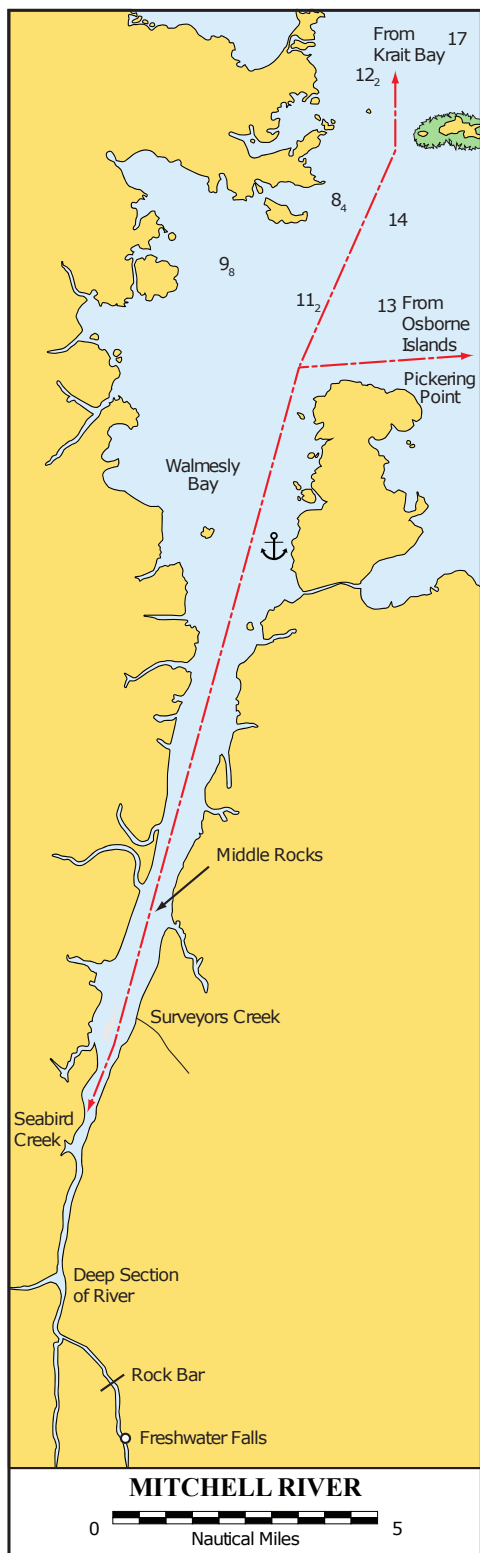 From
Krait Bay
17
12₂
8₄
14
9₈
11₂
13
From
Osborne
Islands
Pickering
Point
Walmesly
Bay
Middle Rocks
Surveyors Creek
Seabird
Creek
Deep Section
of River
Rock Bar
Freshwater Falls
MITCHELL RIVER
0
5
Nautical Miles